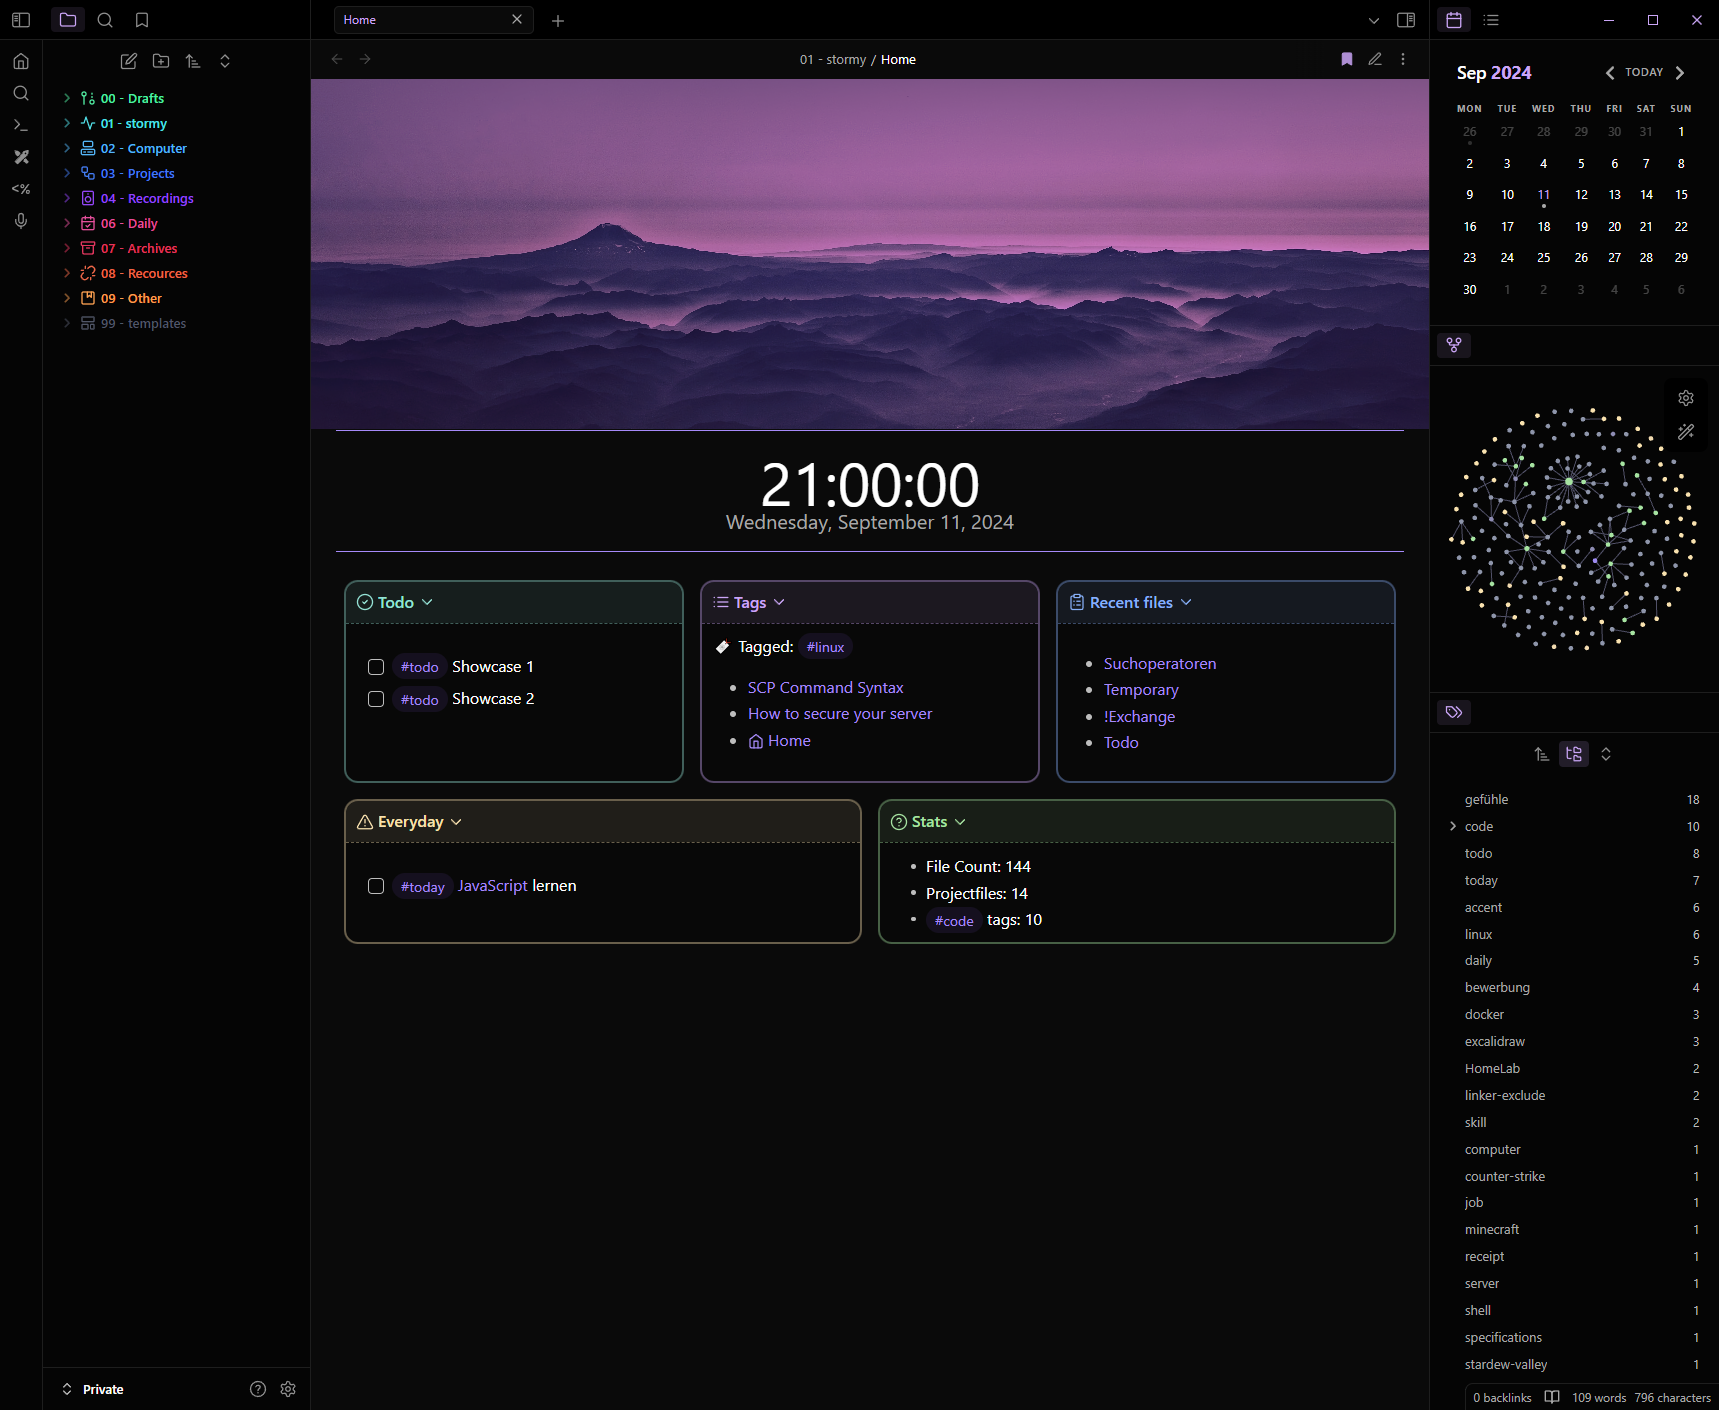 Home
01 - stormy / Home
00 - Drafts
01 - stormy
02 - Computer
03 - Projects
04 - Recordings
06 - Daily
07 - Archives
08 - Recources
09 - Other
99 - templates
Private
21:00:00
Wednesday, September 11, 2024
Todo
#todo Showcase 1
#todo Showcase 2
Tags
Tagged: #linux
SCP Command Syntax
How to secure your server
Home
Recent files
Suchoperatoren
Temporary
!Exchange
Todo
Everyday
#today JavaScript lernen
Stats
File Count: 144
Projectfiles: 14
#code tags: 10
Sep 2024 TODAY
MON TUE WED THU FRI SAT SUN
26 27 28 29 30 31 1
2 3 4 5 6 7 8
9 10 11 12 13 14 15
16 17 18 19 20 21 22
23 24 25 26 27 28 29
30 1 2 3 4 5 6
gefühle 18
code 10
todo 8
today 7
accent 6
linux 6
daily 5
bewerbung 4
docker 3
excalidraw 3
HomeLab 2
linker-exclude 2
skill 2
computer 1
counter-strike 1
job 1
minecraft 1
receipt 1
server 1
shell 1
specifications 1
stardew-valley 1
0 backlinks 109 words 796 characters